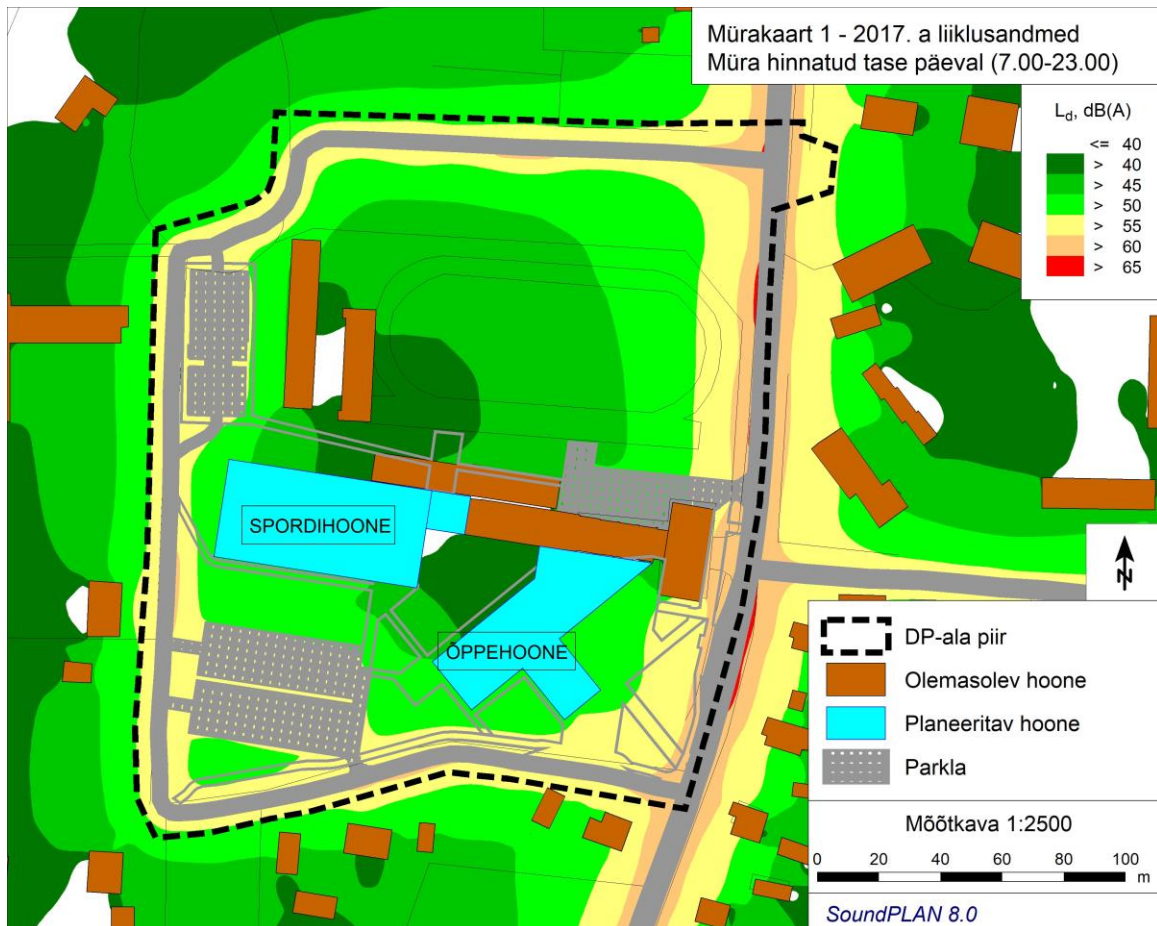 Mürakaart 1 - 2017. a liiklusandmed
Müra hinnatud tase päeval (7.00-23.00)
Ld, dB(A)
<= 40
> 40
> 45
> 50
> 55
> 60
> 65
SPORDIHOONE
ÕPPEHOONE
N
DP-ala piir
Olemasolev hoone
Planeeritav hoone
Parkla
Mõõtkava 1:2500
0 20 40 60 80 100
m
SoundPLAN 8.0